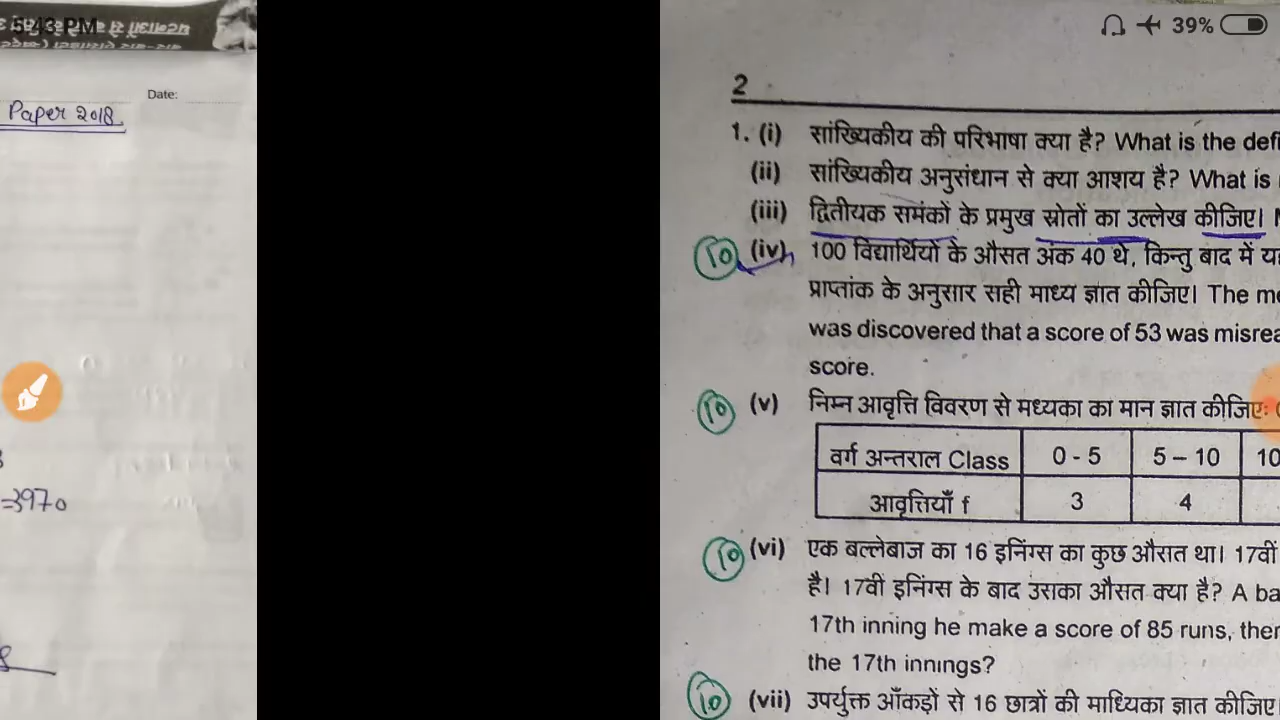 5:43 PM
39%
Date:
Paper 2018
=3970
2
1. (i) सांख्यिकीय की परिभाषा क्या है? What is the defi
(ii) सांख्यिकीय अनुसंधान से क्या आशय है? What is
(iii) द्वितीयक समंकों के प्रमुख स्रोतों का उल्लेख कीजिए।
10 (iv) 100 विद्यार्थियों के औसत अंक 40 थे, किन्तु बाद में य
प्राप्तांक के अनुसार सही माध्य ज्ञात कीजिए। The me
was discovered that a score of 53 was misrea
score.
10 (v) निम्न आवृत्ति विवरण से मध्यका का मान ज्ञात कीजिएः
वर्ग अन्तराल Class 0 - 5 5 – 10 10
आवृत्तियाँ f 3 4
10 (vi) एक बल्लेबाज का 16 इनिंग्स का कुछ औसत था। 17वीं
है। 17वीं इनिंग्स के बाद उसका औसत क्या है? A ba
17th inning he make a score of 85 runs, ther
the 17th innings?
10 (vii) उपर्युक्त आँकड़ों से 16 छात्रों की माध्यिका ज्ञात कीजिए